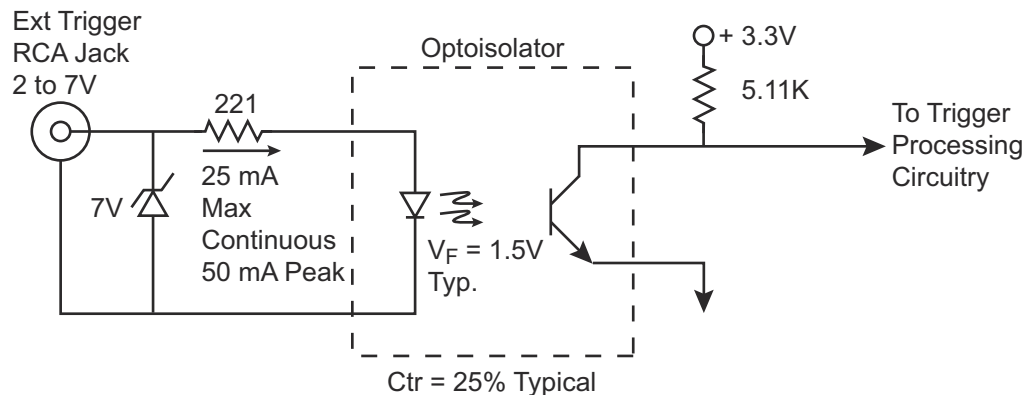 Ext Trigger
RCA Jack
2 to 7V
221
25 mA
Max
Continuous
50 mA Peak
7V
Optoisolator
VF = 1.5V
Typ.
Ctr = 25% Typical
+ 3.3V
5.11K
To Trigger
Processing
Circuitry